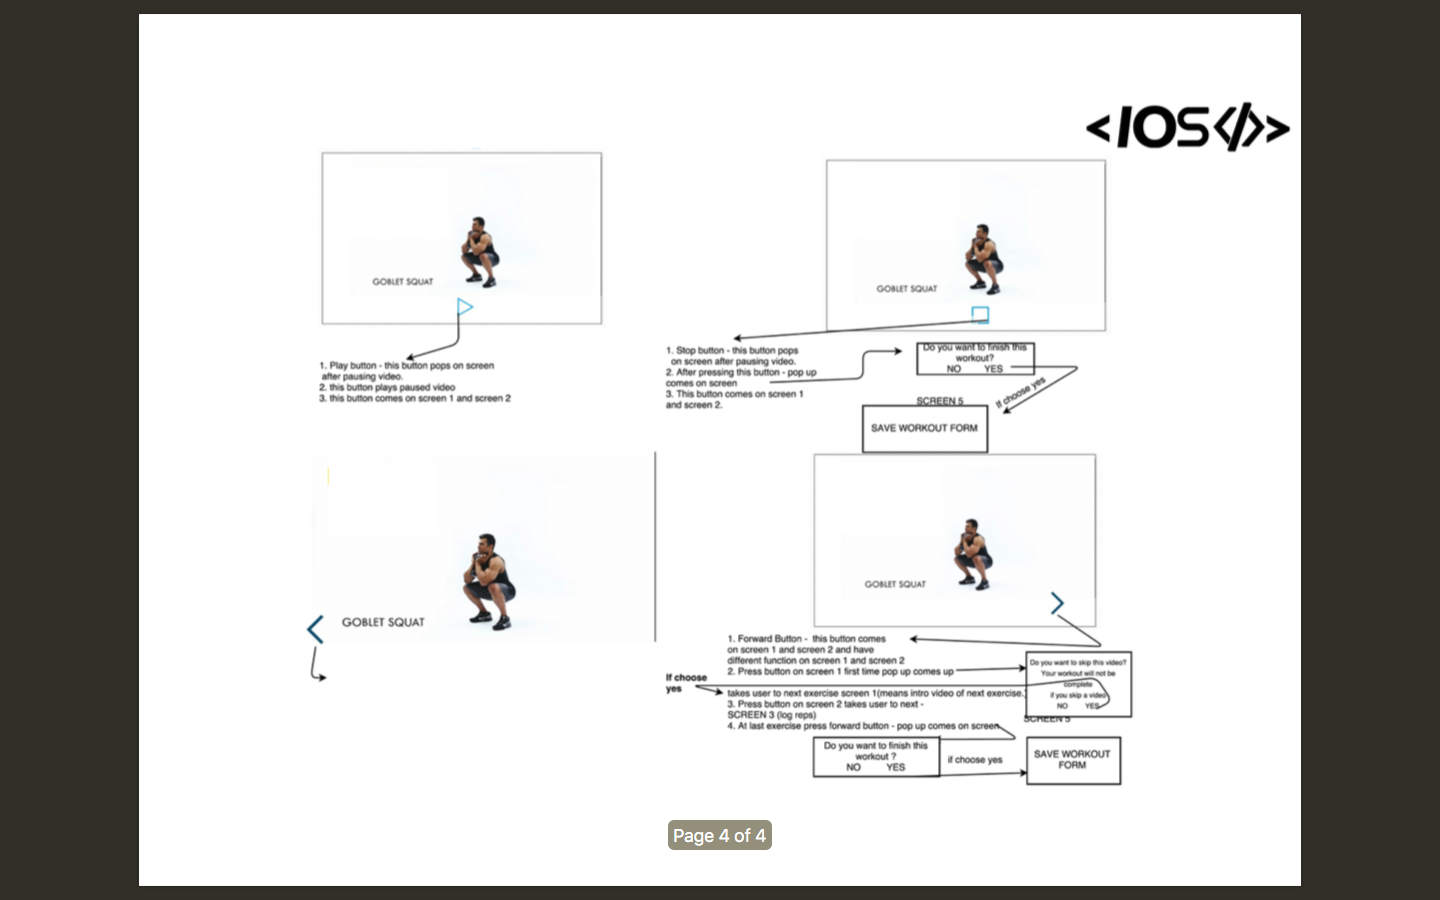 <IOS</>>
GOBLET SQUAT
1. Play button - this button pops on screen
after pausing video.
2. this button plays paused video
3. this button comes on screen 1 and screen 2
GOBLET SQUAT
1. Stop button - this button pops
on screen after pausing video.
2. After pressing this button - pop up
comes on screen
3. This button comes on screen 1
and screen 2.
Do you want to finish this
workout?
NO YES
If choose yes
SCREEN 5
SAVE WORKOUT FORM
GOBLET SQUAT
GOBLET SQUAT
1. Forward Button - this button comes
on screen 1 and screen 2 and have
different function on screen 1 and screen 2
2. Press button on screen 1 first time pop up comes up
Do you want to skip this video?
Your workout will not be
complete
if you skip a video
NO YES
If choose
yes
takes user to next exercise screen 1(means intro video of next exercise.
3. Press button on screen 2 takes user to next -
SCREEN 3 (log reps)
4. At last exercise press forward button - pop up comes on screen
SCREEN 5
Do you want to finish this
workout ?
NO YES
if choose yes
SAVE WORKOUT
FORM
Page 4 of 4